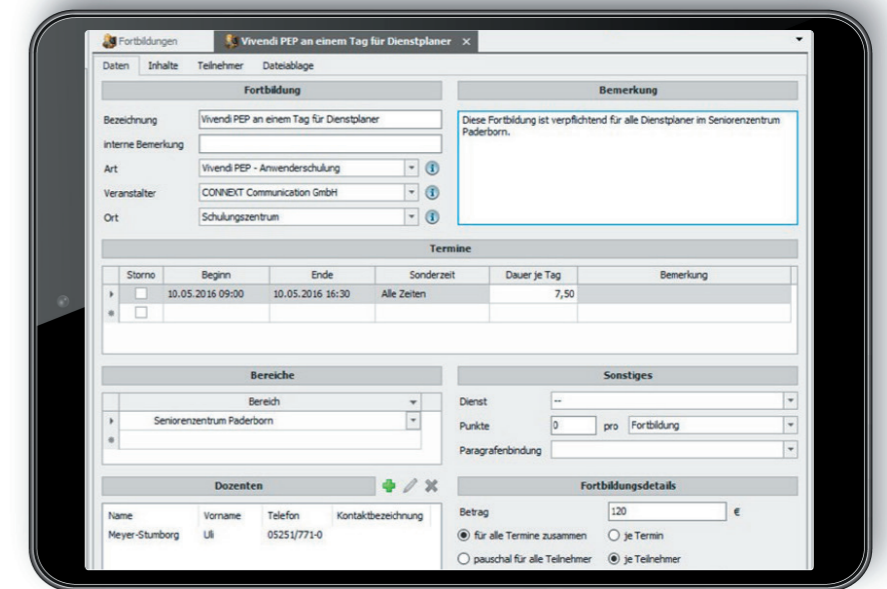 Fortbildungen Vivendi PEP an einem Tag für Dienstplaner
Daten Inhalte Teilnehmer Dateiablage
Fortbildung
Bezeichnung Vivendi PEP an einem Tag für Dienstplaner
interne Bemerkung
Art Vivendi PEP - Anwenderschulung
Veranstalter CONNEXT Communication GmbH
Ort Schulungszentrum
Bemerkung
Diese Fortbildung ist verpflichtend für alle Dienstplaner im Seniorenzentrum
Paderborn.
Termine
Storno Beginn Ende Sonderzeit Dauer je Tag Bemerkung
10.05.2016 09:00 10.05.2016 16:30 Alle Zeiten 7,50
Bereiche
Bereich
Seniorenzentrum Paderborn
Sonstiges
Dienst --
Punkte 0 pro Fortbildung
Paragrafenbindung
Dozenten
Name Vorname Telefon Kontaktbezeichnung
Meyer-Stumborg Uli 05251/771-0
Fortbildungsdetails
Betrag 120 €
für alle Termine zusammen je Termin
pauschal für alle Teilnehmer je Teilnehmer